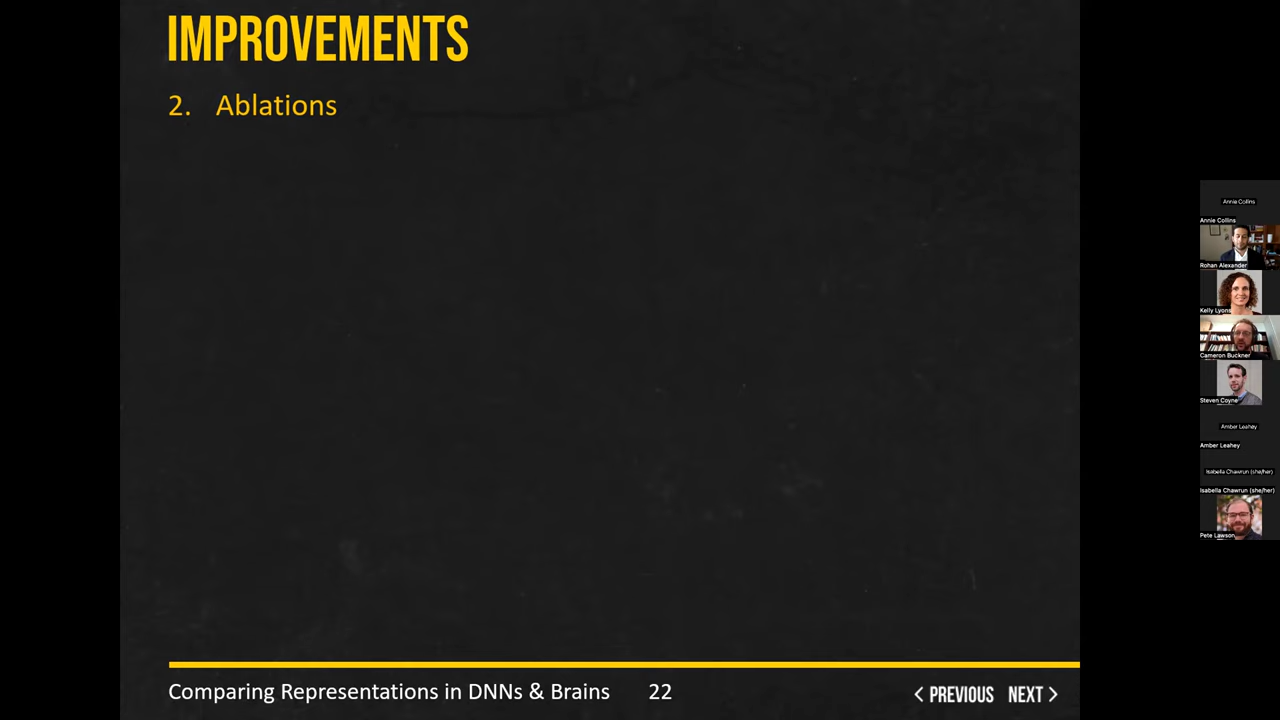 IMPROVEMENTS
2. Ablations
Annie Collins
Annie Collins
Rohan Alexander
Kelly Lyons
Cameron Buckner
Steven Coyne
Amber Leahey
Amber Leahey
Isabella Chawrun (she/her)
Isabella Chawrun (she/her)
Pete Lawson
Comparing Representations in DNNs & Brains 22
< PREVIOUS NEXT >